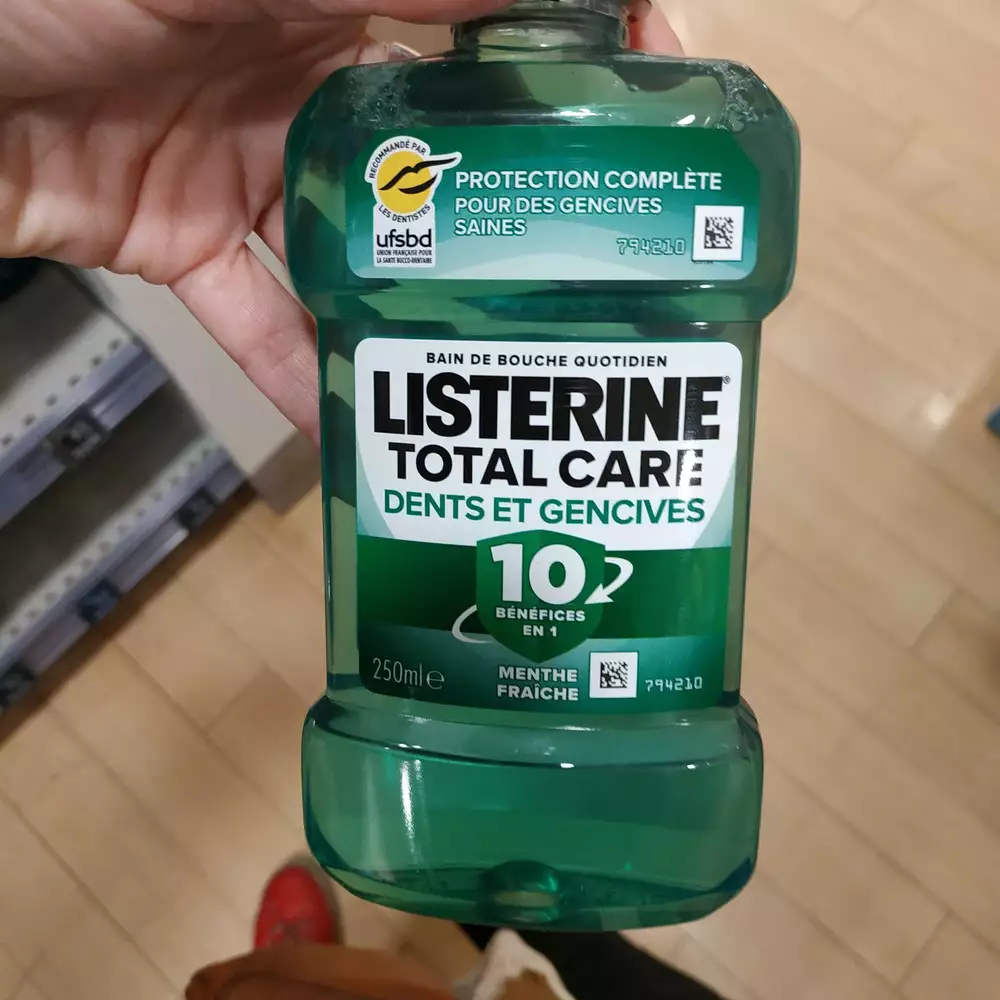 RECOMMANDÉ PAR
LES DENTISTES
ufsbd
UNION FRANÇAISE POUR
LA SANTÉ BUCCO-DENTAIRE
PROTECTION COMPLÈTE
POUR DES GENCIVES
SAINES
794210
BAIN DE BOUCHE QUOTIDIEN
LISTERINE®
TOTAL CARE
DENTS ET GENCIVES
10
BÉNÉFICES
EN 1
250ml e
MENTHE
FRAÎCHE
794210